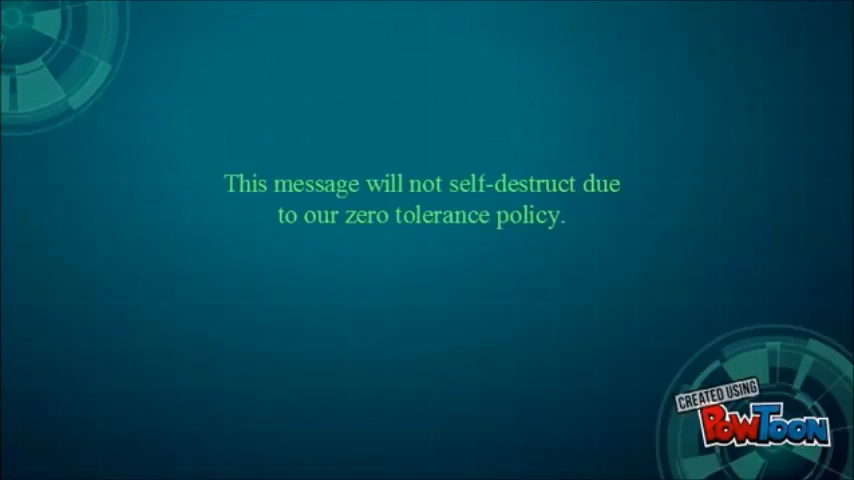 This message will not self-destruct due
to our zero tolerance policy.
CREATED USING
POWTOON